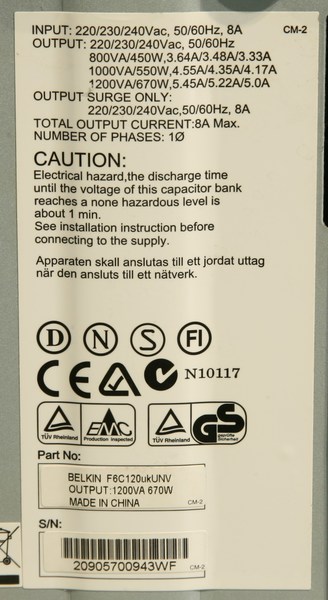 INPUT: 220/230/240Vac, 50/60Hz, 8A
CM-2
OUTPUT: 220/230/240Vac, 50/60Hz
800VA/450W,3.64A/3.48A/3.33A
1000VA/550W, 4.55A/4.35A/4.17A
1200VA/670W,5.45A/5.22A/5.0A
OUTPUT SURGE ONLY:
220/230/240Vac,50/60Hz, 8A
TOTAL OUTPUT CURRENT:8A Max.
NUMBER OF PHASES: 1Ø
CAUTION:
Electrical hazard,the discharge time
until the voltage of this capacitor bank
reaches a none hazardous level is
about 1 min.
See installation instruction before
connecting to the supply.
Apparaten skall anslutas till ett jordat uttag
när den ansluts till ett nätverk.
D N S FI
CE N10117
TÜV Rheinland
EMC
Production Inspected
TÜV Rheinland
GS
geprüfte
Sicherheit
Part No:
BELKIN F6C120ukUNV
OUTPUT:1200VA 670W
MADE IN CHINA
CM-2
S/N:
20905700943WF
CM-2